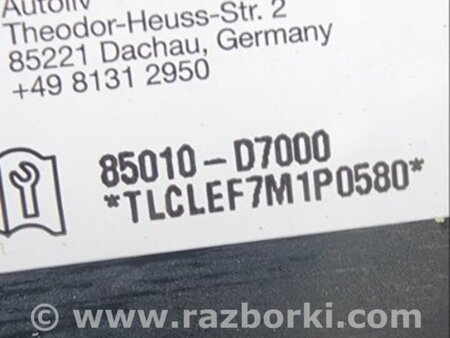 Autoliv
Theodor-Heuss-Str. 2
85221 Dachau, Germany
+49 8131 2950
85010-D7000
*TLCLEF7M1P0580*
© www.razborki.com